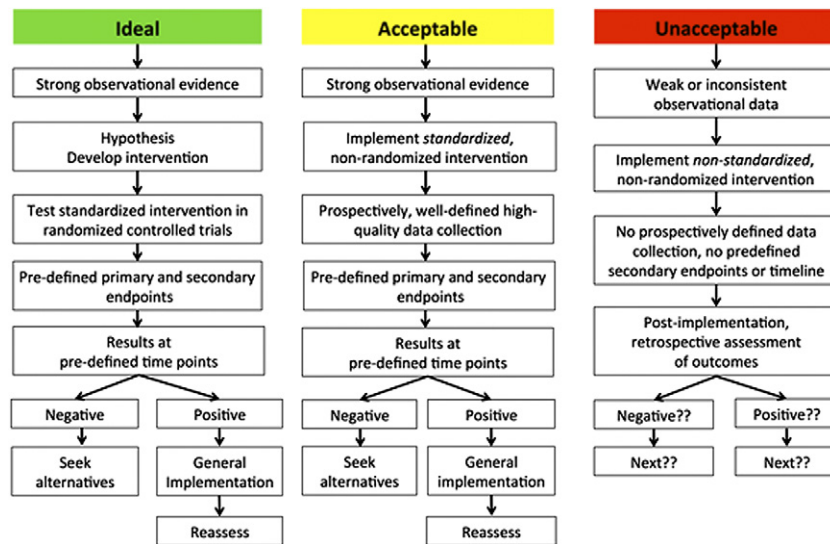 Ideal
Strong observational evidence
Hypothesis
Develop intervention
Test standardized intervention in
randomized controlled trials
Pre-defined primary and secondary
endpoints
Results at
pre-defined time points
Negative
Positive
Seek
alternatives
General
Implementation
Reassess
Acceptable
Strong observational evidence
Implement standardized,
non-randomized intervention
Prospectively, well-defined high-
quality data collection
Pre-defined primary and secondary
endpoints
Results at
pre-defined time points
Negative
Positive
Seek
alternatives
General
implementation
Reassess
Unacceptable
Weak or inconsistent
observational data
Implement non-standardized,
non-randomized intervention
No prospectively defined data
collection, no predefined
secondary endpoints or timeline
Post-implementation,
retrospective assessment
of outcomes
Negative??
Positive??
Next??
Next??